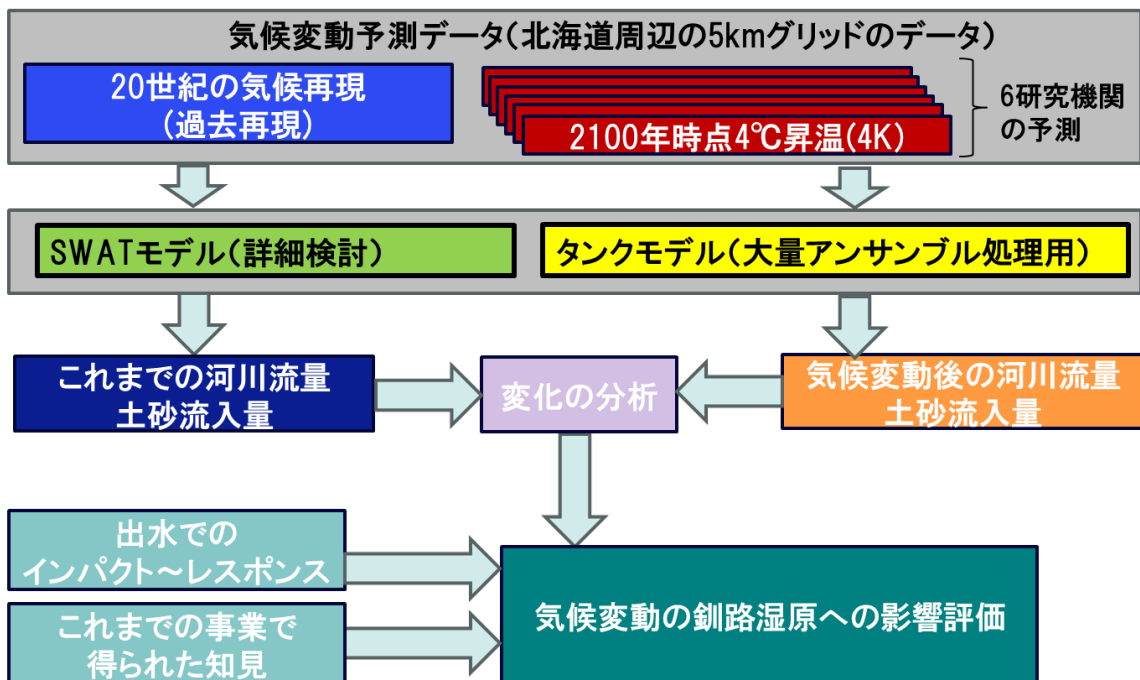 気候変動予測データ(北海道周辺の5kmグリッドのデータ)
20世紀の気候再現
(過去再現)
2100年時点4℃昇温(4K)
6研究機関
の予測
SWATモデル(詳細検討)
タンクモデル(大量アンサンブル処理用)
これまでの河川流量
土砂流入量
変化の分析
気候変動後の河川流量
土砂流入量
出水での
インパクト~レスポンス
これまでの事業で
得られた知見
気候変動の釧路湿原への影響評価